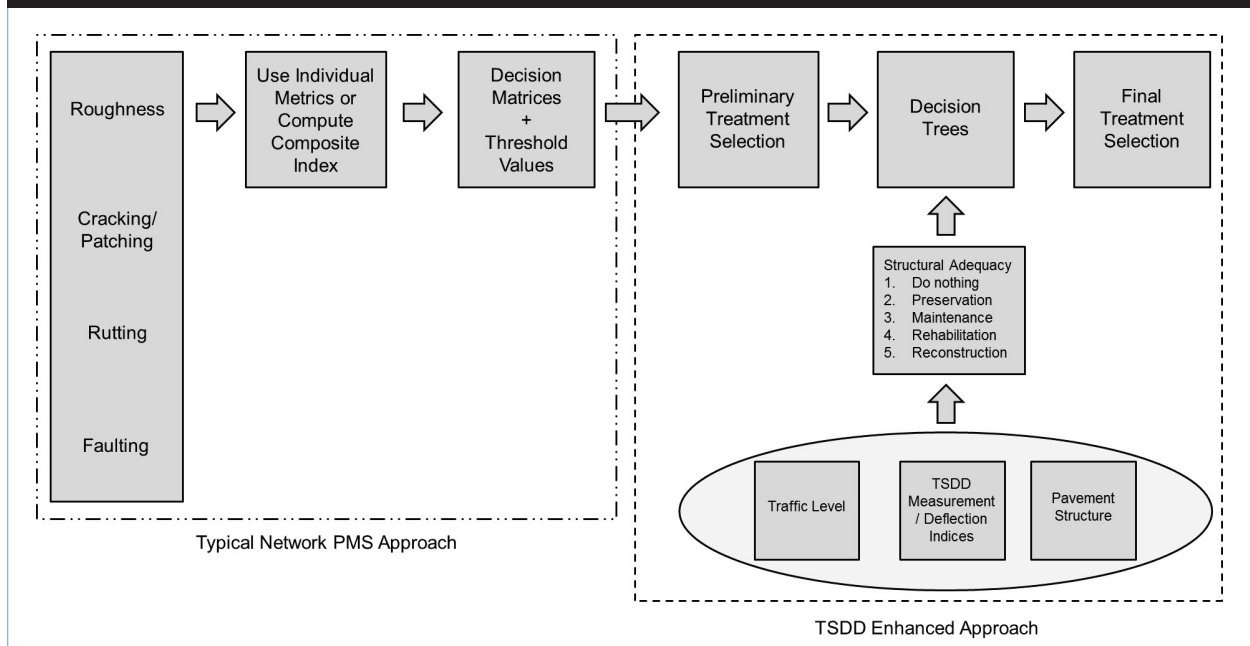 Roughness
Cracking/
Patching
Rutting
Faulting
Use Individual
Metrics or
Compute
Composite
Index
Decision
Matrices
+
Threshold
Values
Typical Network PMS Approach
Preliminary
Treatment
Selection
Decision
Trees
Final
Treatment
Selection
Structural Adequacy
1. Do nothing
2. Preservation
3. Maintenance
4. Rehabilitation
5. Reconstruction
Traffic Level
TSDD
Measurement
/ Deflection
Indices
Pavement
Structure
TSDD Enhanced Approach